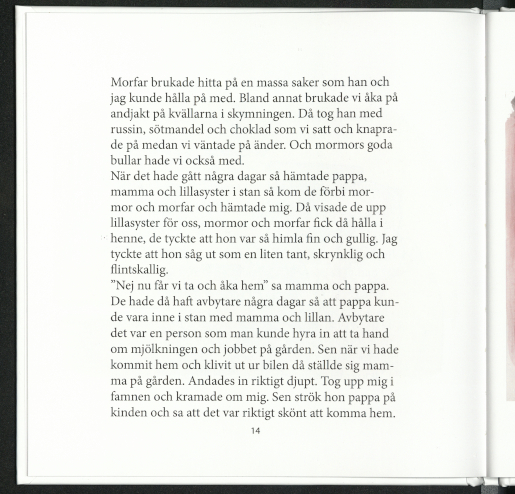 Morfar brukade hitta på en massa saker som han och
jag kunde hålla på med. Bland annat brukade vi åka på
andjakt på kvällarna i skymningen. Då tog han med
russin, sötmandel och choklad som vi satt och knapra-
de på medan vi väntade på änder. Och mormors goda
bullar hade vi också med.
När det hade gått några dagar så hämtade pappa,
mamma och lillasyster i stan så kom de förbi mor-
mor och morfar och hämtade mig. Då visade de upp
lillasyster för oss, mormor och morfar fick då hålla i
henne, de tyckte att hon var så himla fin och gullig. Jag
tyckte att hon såg ut som en liten tant, skrynklig och
flintskallig.
”Nej nu får vi ta och åka hem” sa mamma och pappa.
De hade då haft avbytare några dagar så att pappa kun-
de vara inne i stan med mamma och lillan. Avbytare
det var en person som man kunde hyra in att ta hand
om mjölkningen och jobbet på gården. Sen när vi hade
kommit hem och klivit ut ur bilen då ställde sig mam-
ma på gården. Andades in riktigt djupt. Tog upp mig i
famnen och kramade om mig. Sen strök hon pappa på
kinden och sa att det var riktigt skönt att komma hem.
14